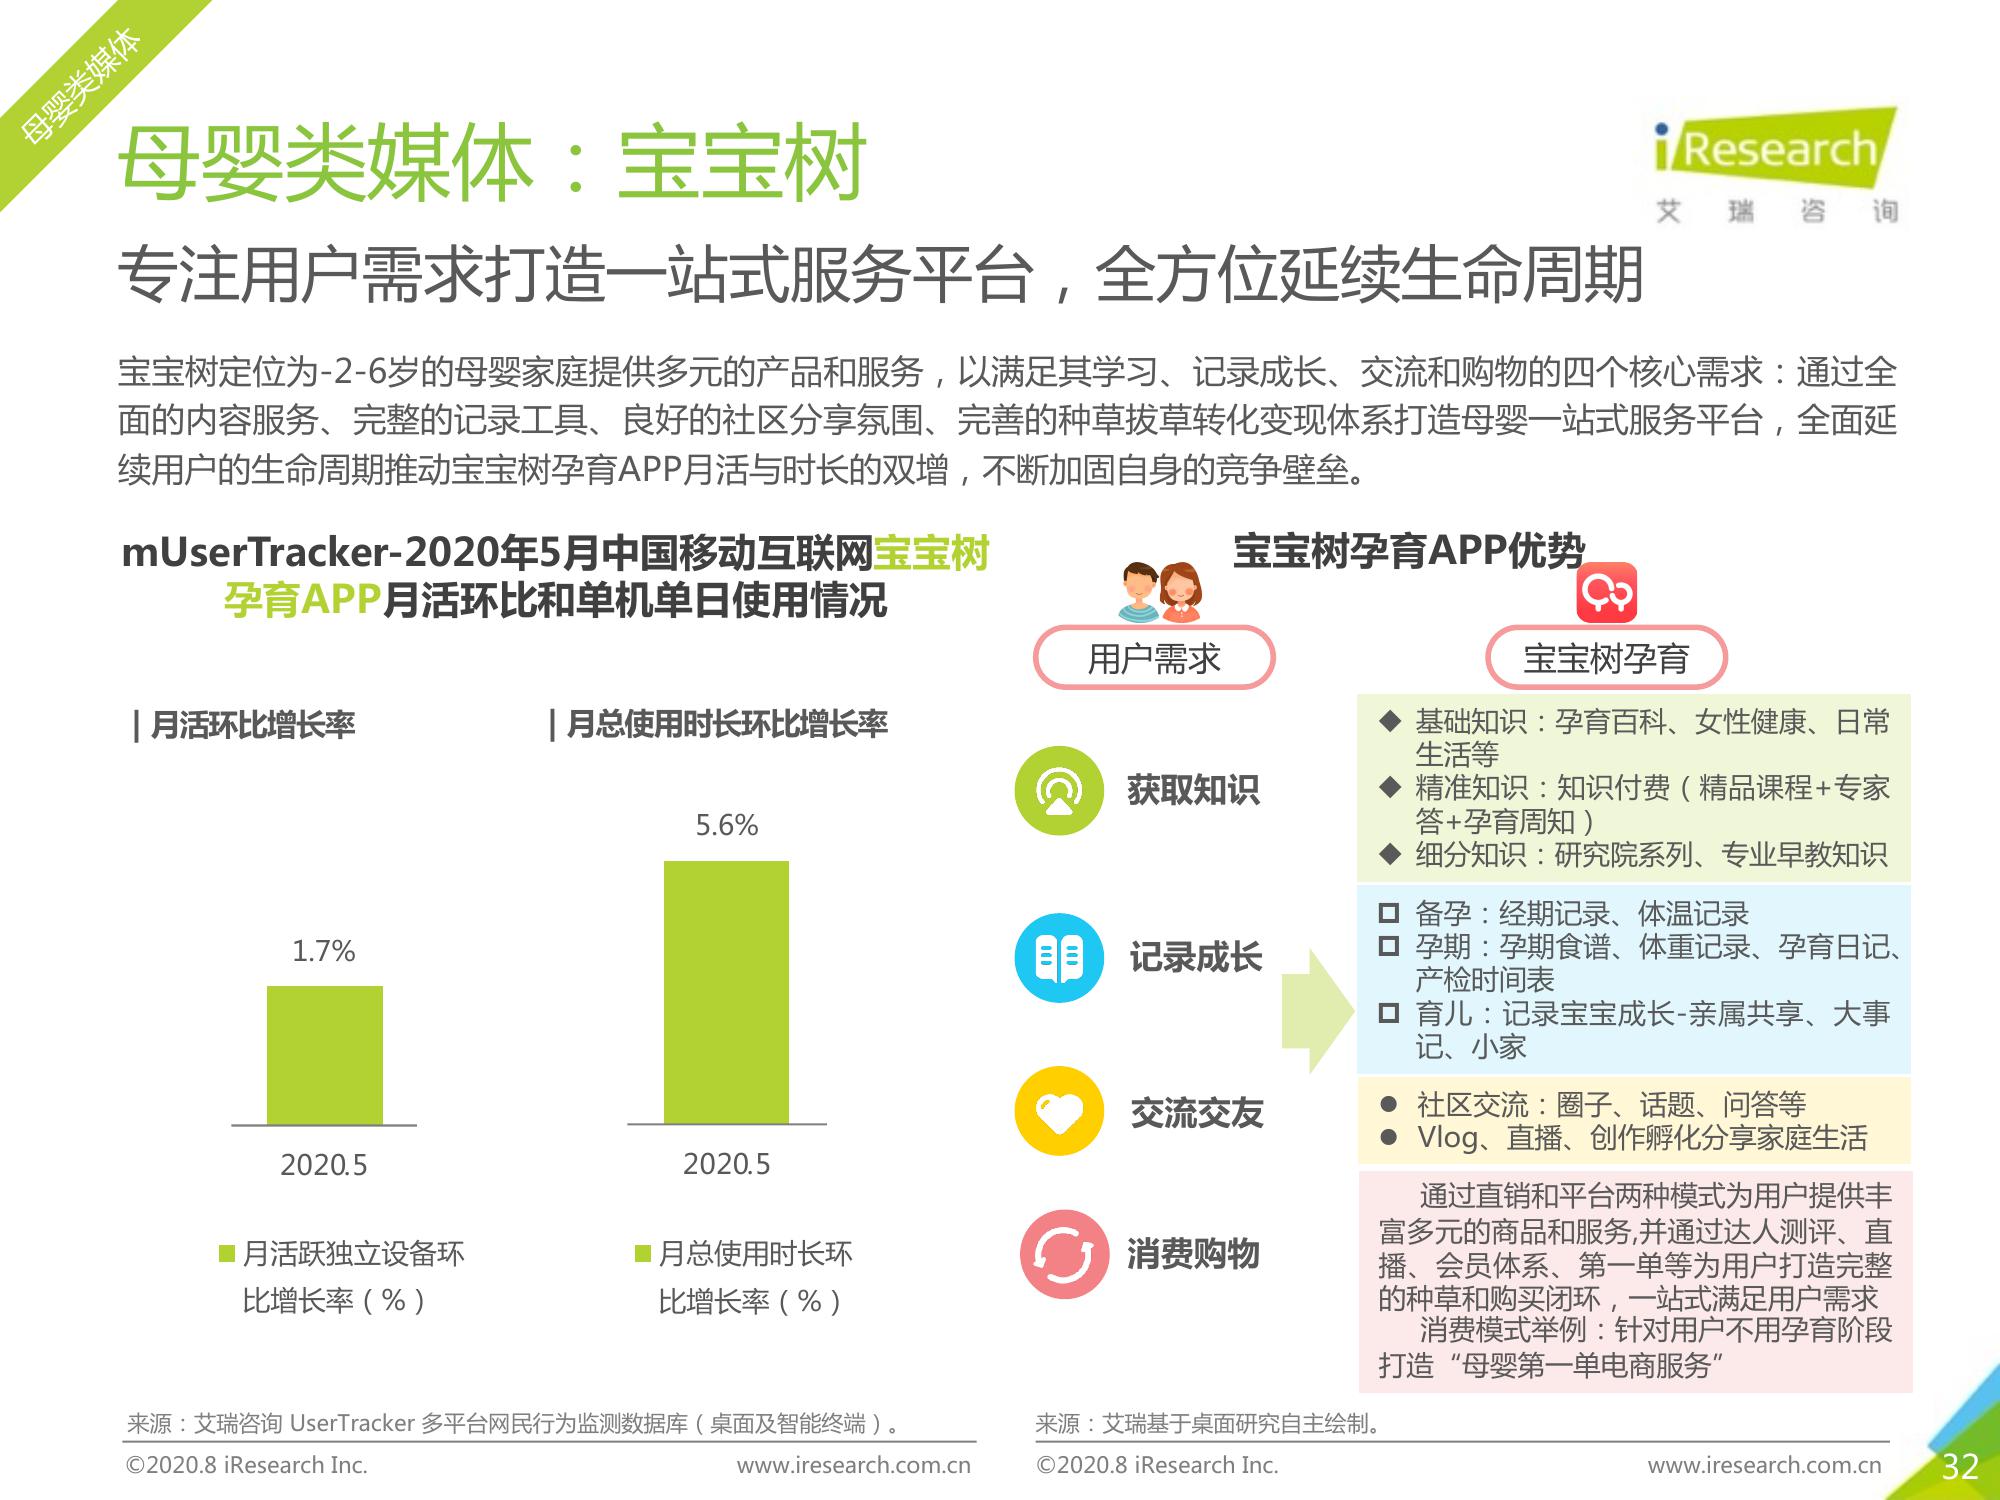 母婴类媒体
母婴类媒体：宝宝树
iResearch
艾瑞咨询
专注用户需求打造一站式服务平台，全方位延续生命周期
宝宝树定位为-2-6岁的母婴家庭提供多元的产品和服务，以满足其学习、记录成长、交流和购物的四个核心需求：通过全
面的内容服务、完整的记录工具、良好的社区分享氛围、完善的种草拔草转化变现体系打造母婴一站式服务平台，全面延
续用户的生命周期推动宝宝树孕育APP月活与时长的双增，不断加固自身的竞争壁垒。
mUserTracker-2020年5月中国移动互联网宝宝树
孕育APP月活环比和单机单日使用情况
| 月活环比增长率
| 月总使用时长环比增长率
1.7%
5.6%
2020.5
2020.5
月活跃独立设备环
比增长率（%）
月总使用时长环
比增长率（%）
来源：艾瑞咨询 UserTracker 多平台网民行为监测数据库（桌面及智能终端）。
©2020.8 iResearch Inc.
www.iresearch.com.cn
宝宝树孕育APP优势
用户需求
宝宝树孕育
获取知识
◆ 基础知识：孕育百科、女性健康、日常
生活等
◆ 精准知识：知识付费（精品课程+专家
答+孕育周知）
◆ 细分知识：研究院系列、专业早教知识
记录成长
备孕：经期记录、体温记录
孕期：孕期食谱、体重记录、孕育日记、
产检时间表
育儿：记录宝宝成长-亲属共享、大事
记、小家
交流交友
● 社区交流：圈子、话题、问答等
● Vlog、直播、创作孵化分享家庭生活
消费购物
通过直销和平台两种模式为用户提供丰
富多元的商品和服务,并通过达人测评、直
播、会员体系、第一单等为用户打造完整
的种草和购买闭环，一站式满足用户需求
消费模式举例：针对用户不用孕育阶段
打造“母婴第一单电商服务”
来源：艾瑞基于桌面研究自主绘制。
©2020.8 iResearch Inc.
www.iresearch.com.cn
32